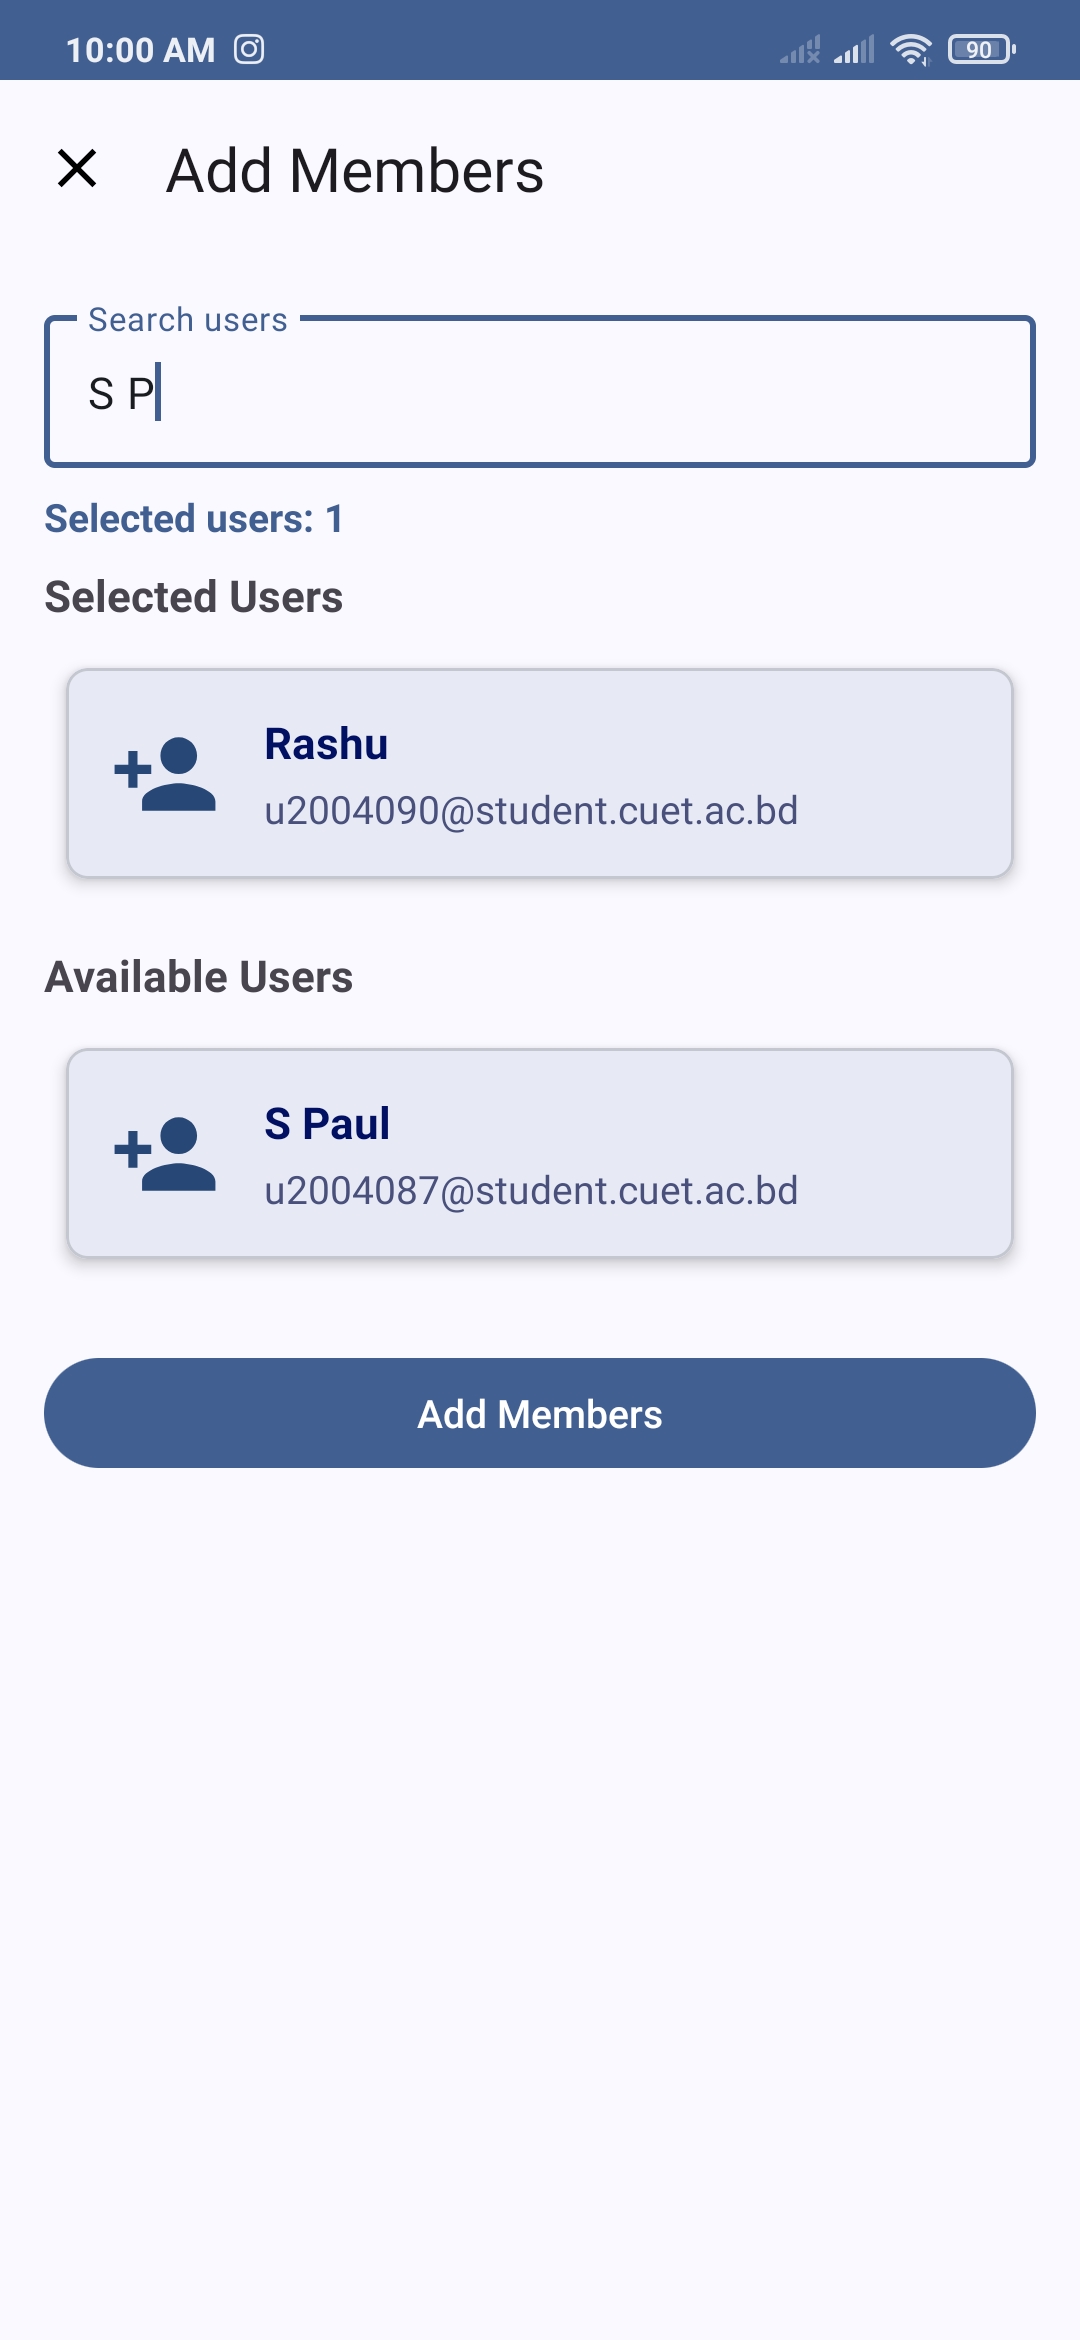 10:00 AM
90
Add Members
Search users
S P
Selected users: 1
Selected Users
Rashu
u2004090@student.cuet.ac.bd
Available Users
S Paul
u2004087@student.cuet.ac.bd
Add Members